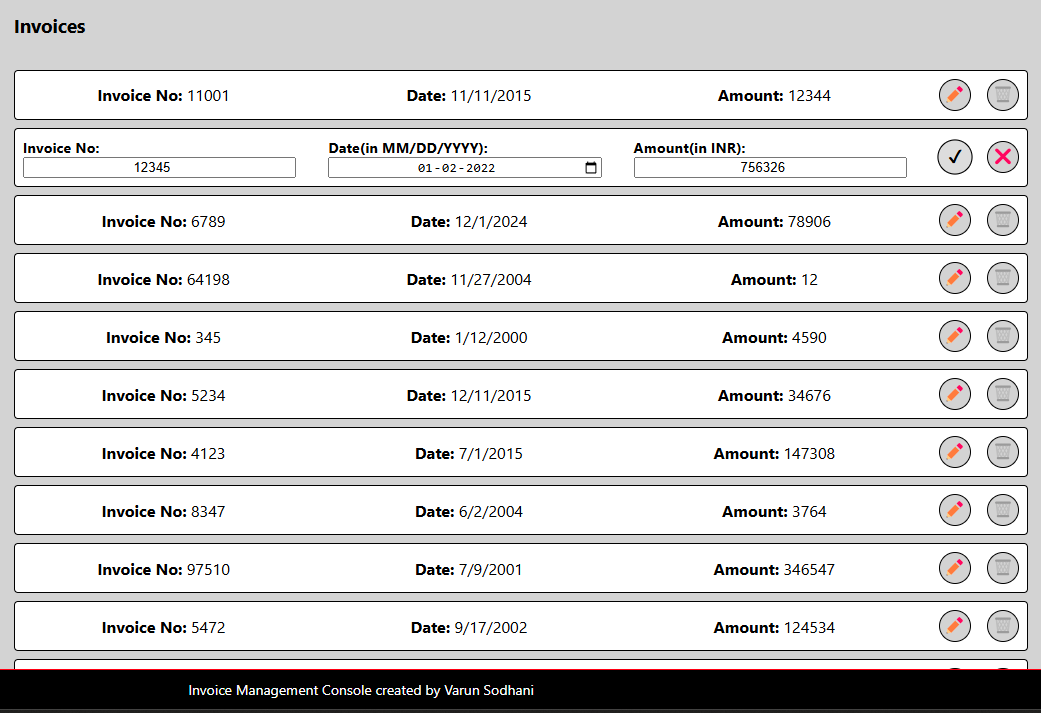 Invoices
Invoice No: 11001 Date: 11/11/2015 Amount: 12344
Invoice No: Date(in MM/DD/YYYY): Amount(in INR):
12345 01-02-2022 756326
Invoice No: 6789 Date: 12/1/2024 Amount: 78906
Invoice No: 64198 Date: 11/27/2004 Amount: 12
Invoice No: 345 Date: 1/12/2000 Amount: 4590
Invoice No: 5234 Date: 12/11/2015 Amount: 34676
Invoice No: 4123 Date: 7/1/2015 Amount: 147308
Invoice No: 8347 Date: 6/2/2004 Amount: 3764
Invoice No: 97510 Date: 7/9/2001 Amount: 346547
Invoice No: 5472 Date: 9/17/2002 Amount: 124534
Invoice Management Console created by Varun Sodhani